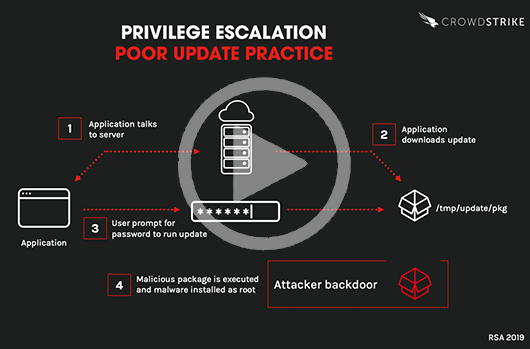 CROWDSTRIKE
PRIVILEGE ESCALATION
POOR UPDATE PRACTICE
1
Application talks
to server
2
Application
downloads update
Application
3
User prompt for
password to run update
******|
/tmp/update/pkg
4
Malicious package is executed
and malware installed as root
Attacker backdoor
RSA 2019